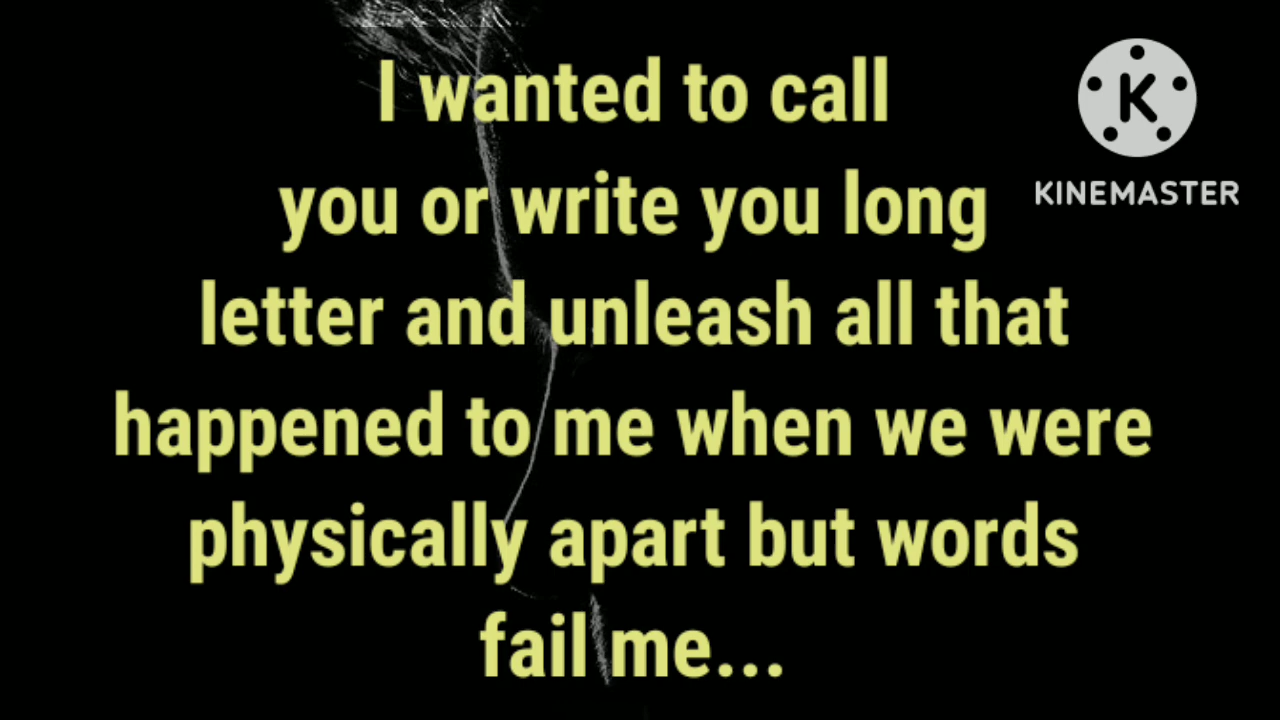 I wanted to call
you or write you long
letter and unleash all that
happened to me when we were
physically apart but words
fail me...
K
KINEMASTER